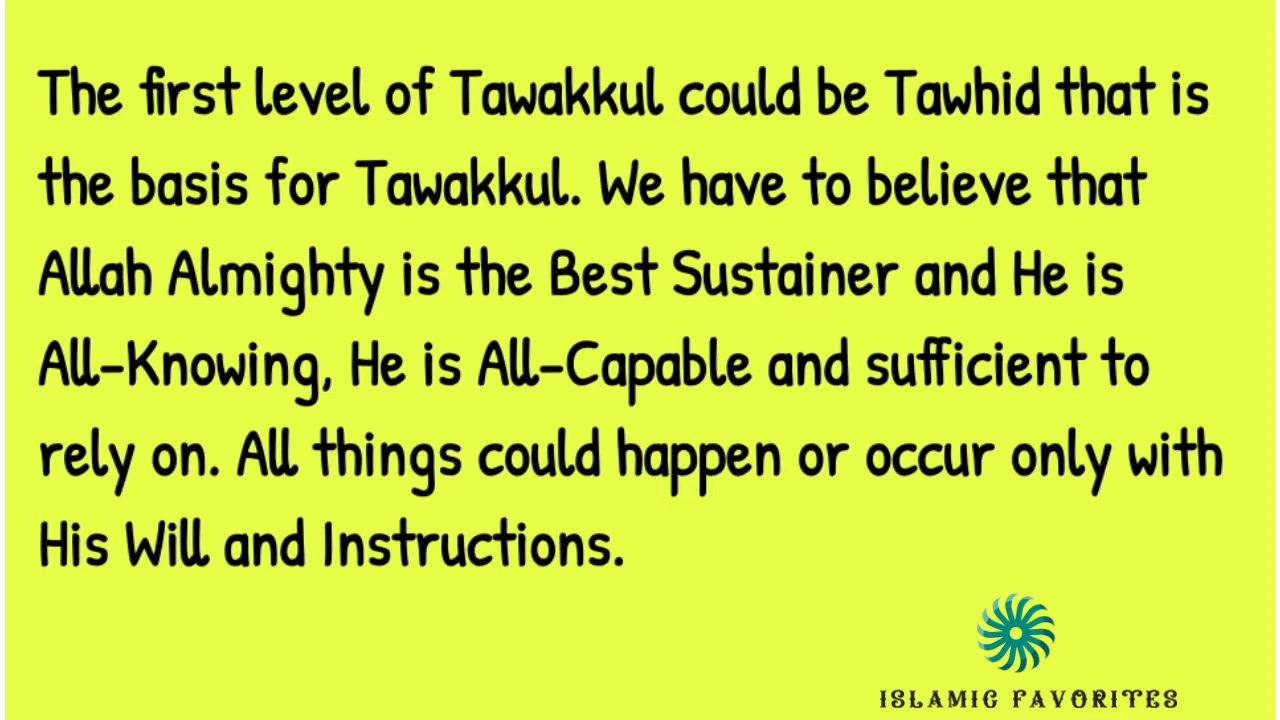 The first level of Tawakkul could be Tawhid that is
the basis for Tawakkul. We have to believe that
Allah Almighty is the Best Sustainer and He is
All-Knowing, He is All-Capable and sufficient to
rely on. All things could happen or occur only with
His Will and Instructions.
ISLAMIC FAVORITES